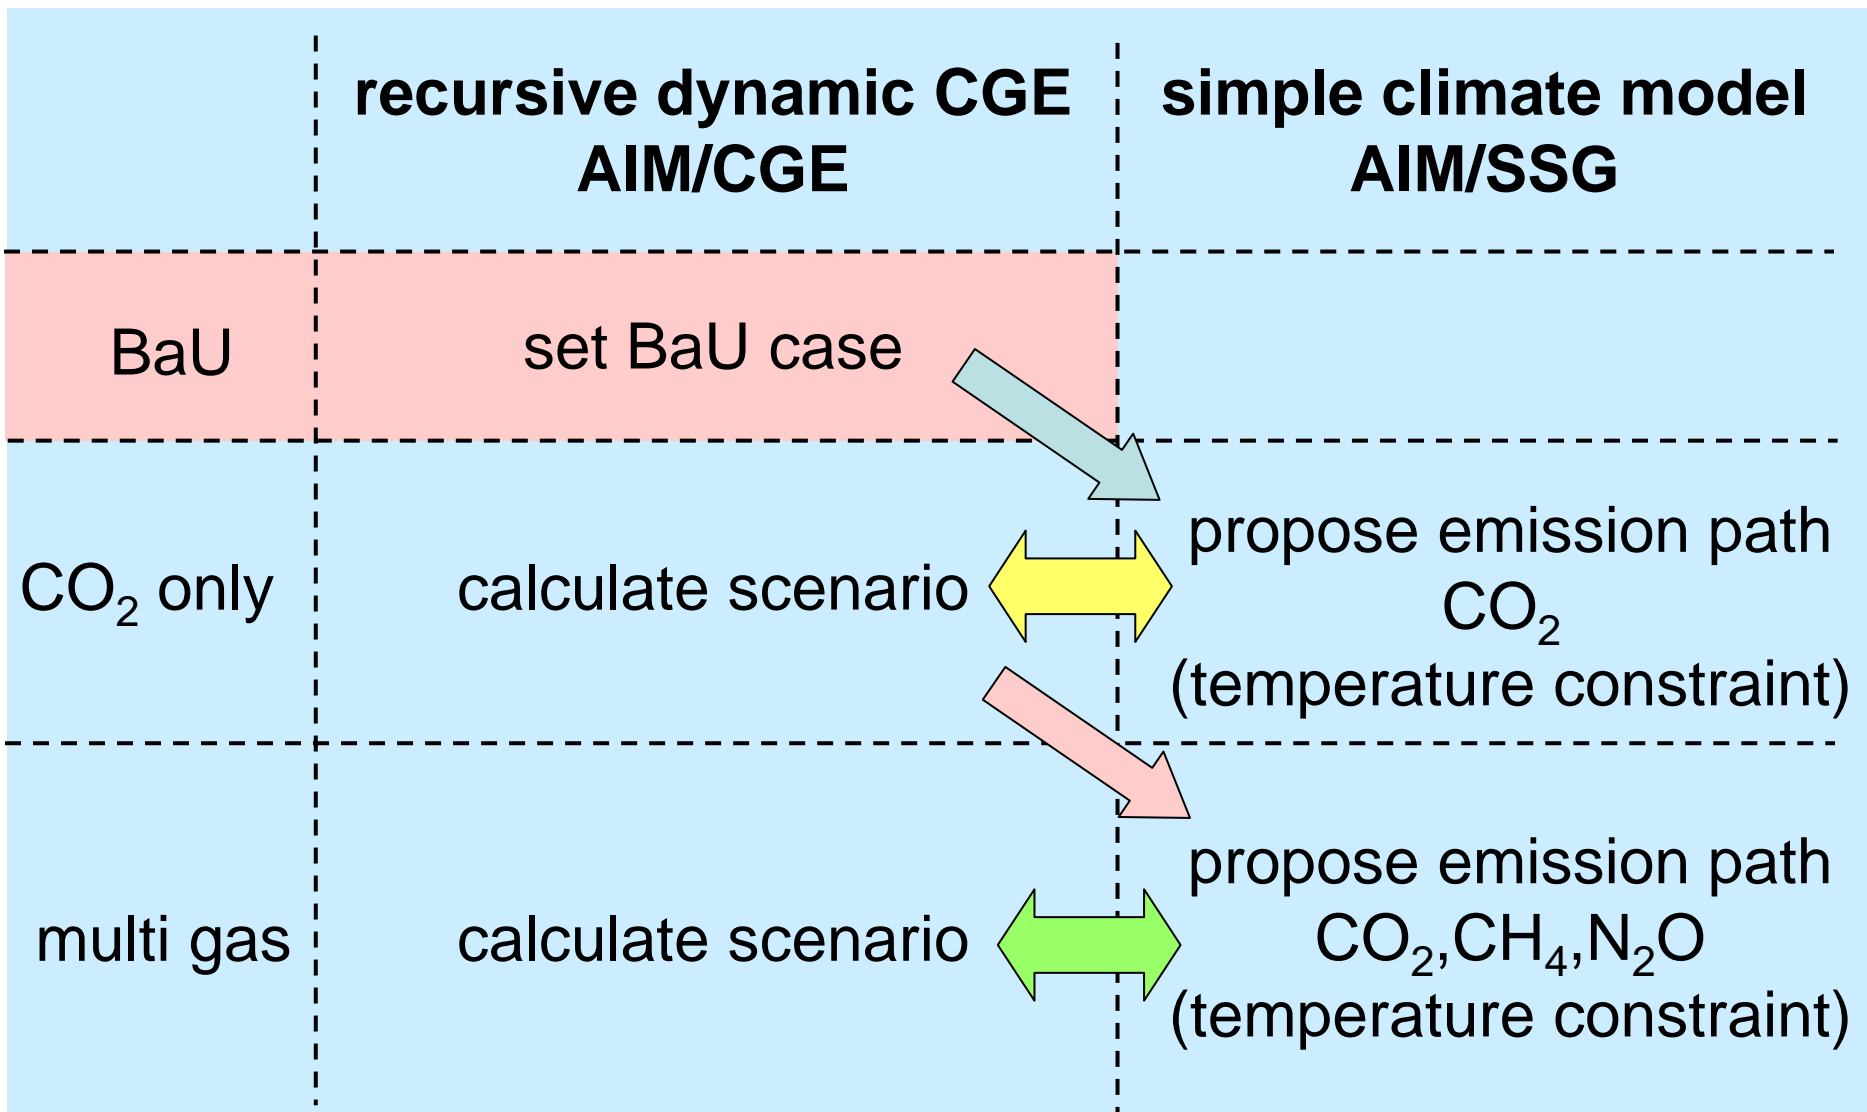 recursive dynamic CGE
AIM/CGE
simple climate model
AIM/SSG
BaU
set BaU case
CO₂ only
calculate scenario
propose emission path
CO₂
(temperature constraint)
multi gas
calculate scenario
propose emission path
CO₂,CH₄,N₂O
(temperature constraint)